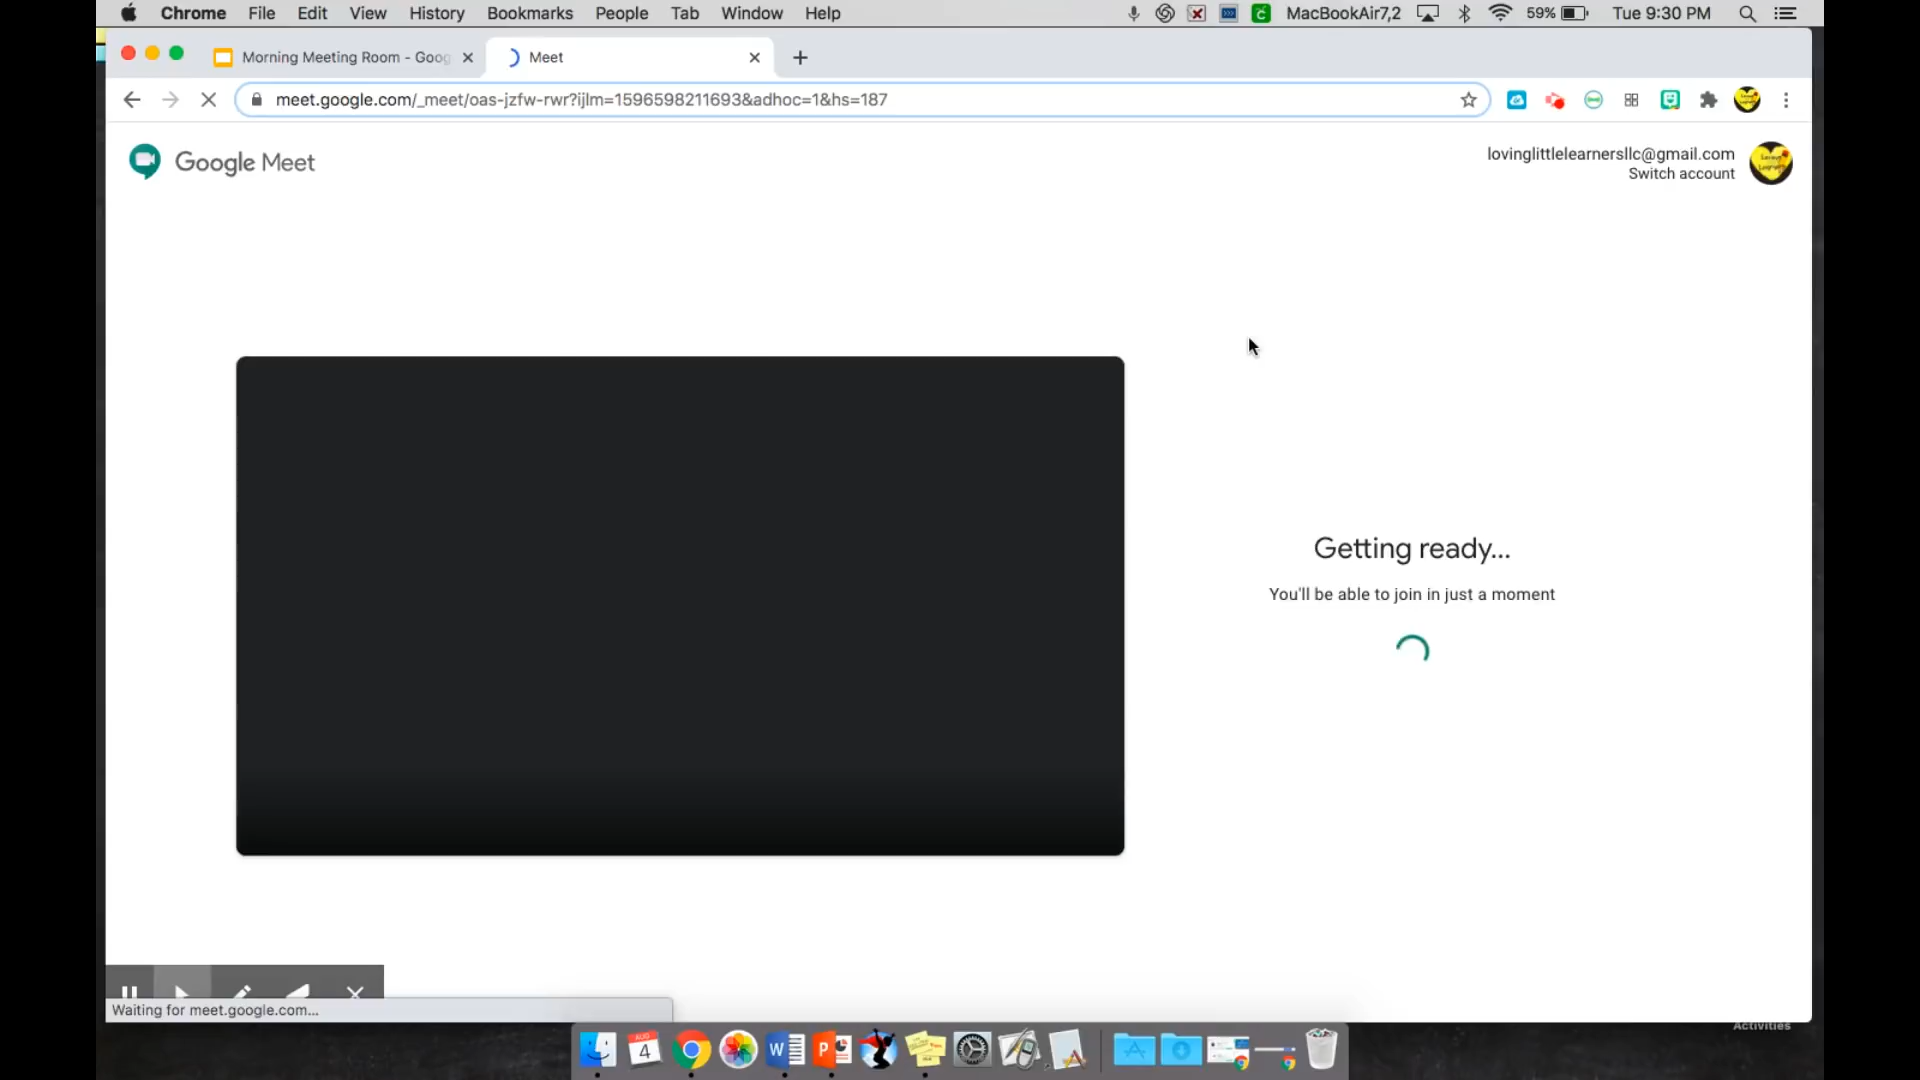 Chrome File Edit View History Bookmarks People Tab Window Help MacBookAir7,2 59% Tue 9:30 PM
Morning Meeting Room - Goog Meet
meet.google.com/_meet/oas-jzfw-rwr?ijlm=1596598211693&adhoc=1&hs=187
Google Meet
lovinglittlelearnersllc@gmail.com
Switch account
Getting ready...
You'll be able to join in just a moment
Waiting for meet.google.com...
Activities
AUG
4